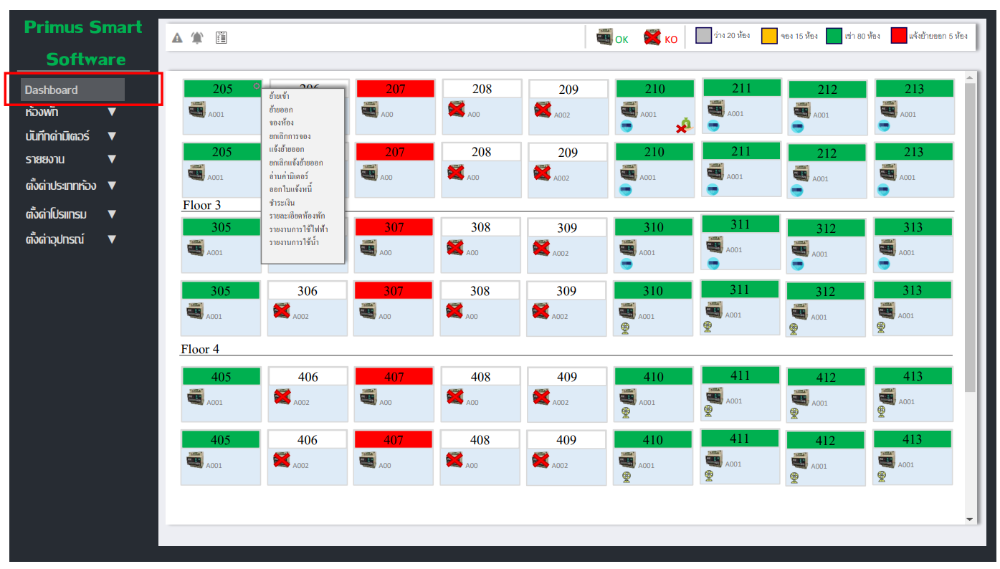 Primus Smart
Software
Dashboard
ห้องพัก ▼
บันทึกค่ามิเตอร์ ▼
รายยงาน ▼
ตั้งค่าประเภทห้อง ▼
ตั้งค่าโปรแกรม ▼
ตั้งค่าอุปกรณ์ ▼
OK KO ว่าง 20 ห้อง จอง 15 ห้อง เช่า 80 ห้อง แจ้งย้ายออก 5 ห้อง
205 206 207 208 209 210 211 212 213
A001 A00 A00 A002 A001 A001 A001 A001
ย้ายเข้า
ย้ายออก
จองห้อง
ยกเลิกการจอง
แจ้งย้ายออก
ยกเลิกแจ้งย้ายออก
อ่านค่ามิเตอร์
ออกใบแจ้งหนี้
ชำระเงิน
รายละเอียดห้องพัก
รายงานการใช้ไฟฟ้า
รายงานการใช้น้ำ
205 207 208 209 210 211 212 213
A001 A00 A00 A002 A001 A001 A001 A001
Floor 3
305 307 308 309 310 311 312 313
A001 A00 A00 A002 A001 A001 A001 A001
305 306 307 308 309 310 311 312 313
A001 A002 A00 A00 A002 A001 A001 A001 A001
Floor 4
405 406 407 408 409 410 411 412 413
A001 A002 A00 A00 A002 A001 A001 A001 A001
405 406 407 408 409 410 411 412 413
A001 A002 A00 A00 A002 A001 A001 A001 A001